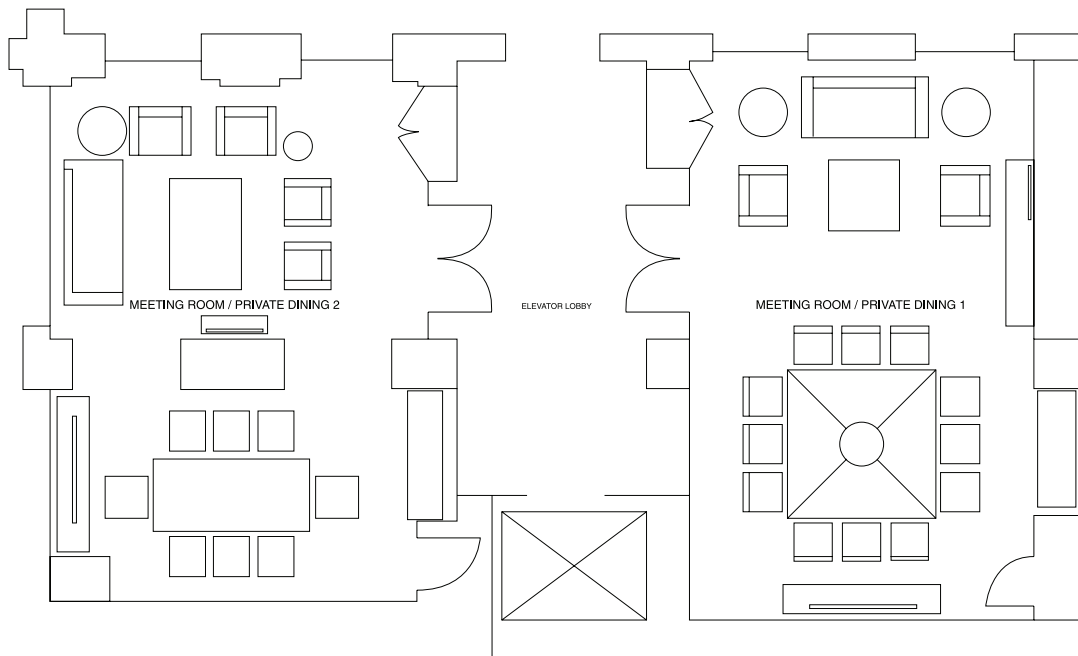 MEETING ROOM / PRIVATE DINING 2
ELEVATOR LOBBY
MEETING ROOM / PRIVATE DINING 1